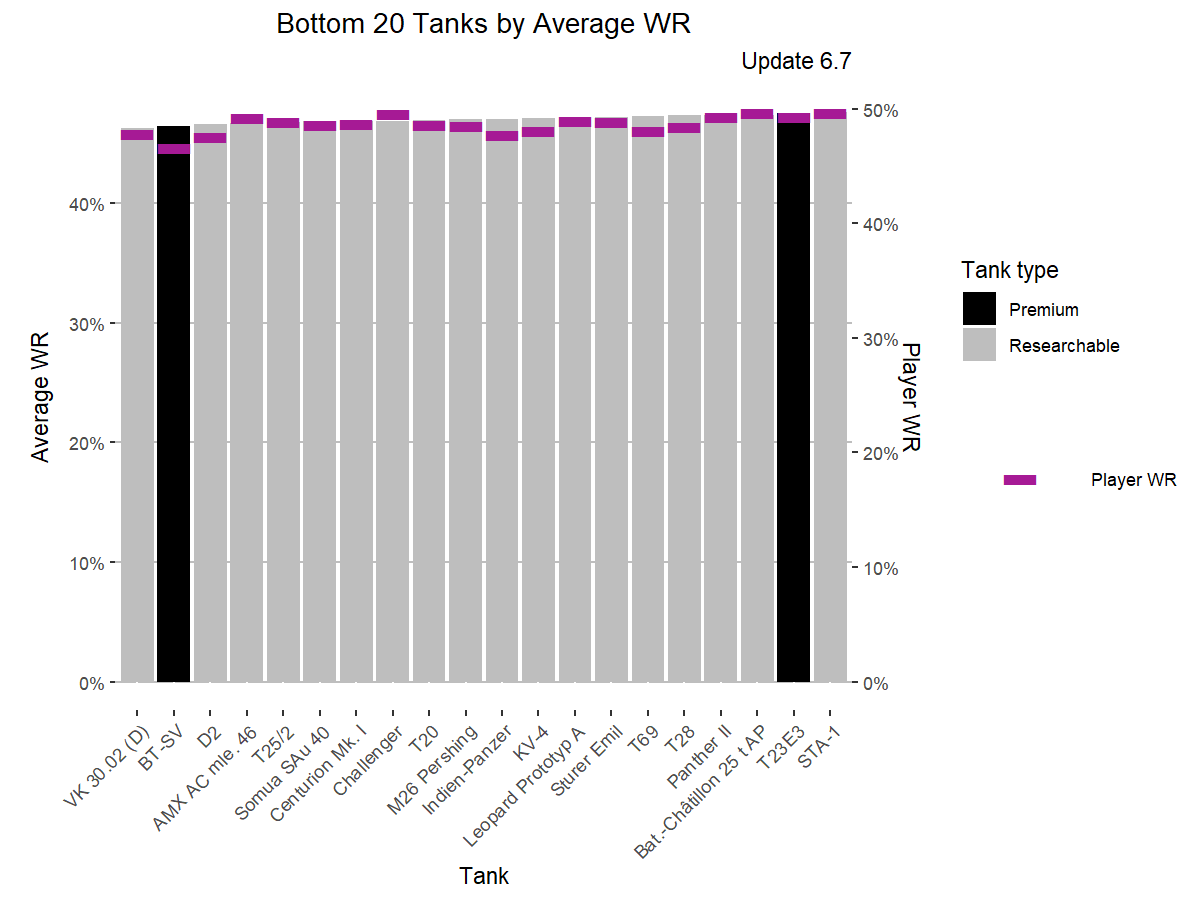 Bottom 20 Tanks by Average WR
Update 6.7
Average WR
40%
30%
20%
10%
0%
50%
40%
30%
20%
10%
0%
Player WR
VK 30.02 (D)
BT-SV
D2
AMX AC mle. 46
T25/2
Somua SAu 40
Centurion Mk. I
Challenger
T20
M26 Pershing
Indien-Panzer
KV-4
Leopard Prototyp A
Sturer Emil
T69
T28
Panther II
Bat.-Châtillon 25 t AP
T23E3
STA-1
Tank
Tank type
Premium
Researchable
Player WR